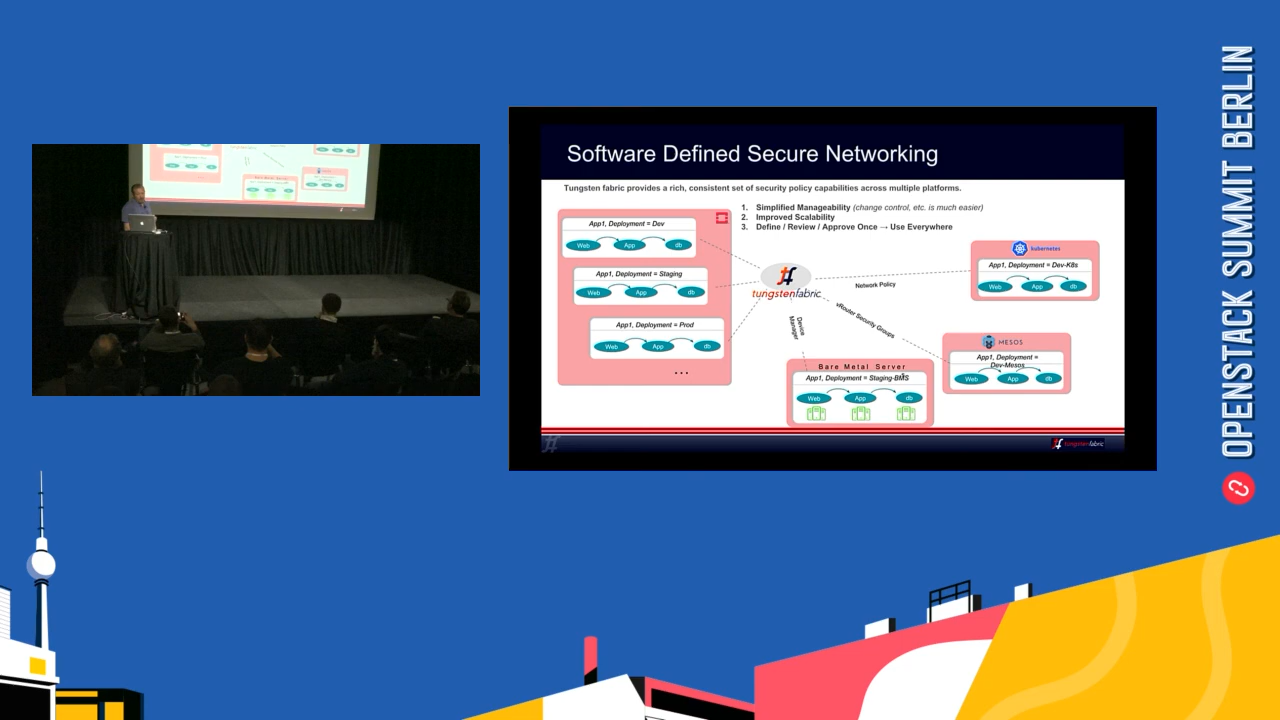 Software Defined Secure Networking
Tungsten fabric provides a rich, consistent set of security policy capabilities across multiple platforms.
1. Simplified Manageability (change control, etc. is much easier)
2. Improved Scalability
3. Define / Review / Approve Once → Use Everywhere
App1, Deployment = Dev
Web App db
App1, Deployment = Staging
Web App db
App1, Deployment = Prod
Web App db
...
tungstenfabric
Network Policy
vRouter Security Groups
Device
Manager
kubernetes
App1, Deployment = Dev-K8s
Web App db
MESOS
App1, Deployment =
Dev-Mesos
Web App db
Bare Metal Server
App1, Deployment = Staging-BMS
Web App db
tungstenfabric
OPENSTACK SUMMIT BERLIN